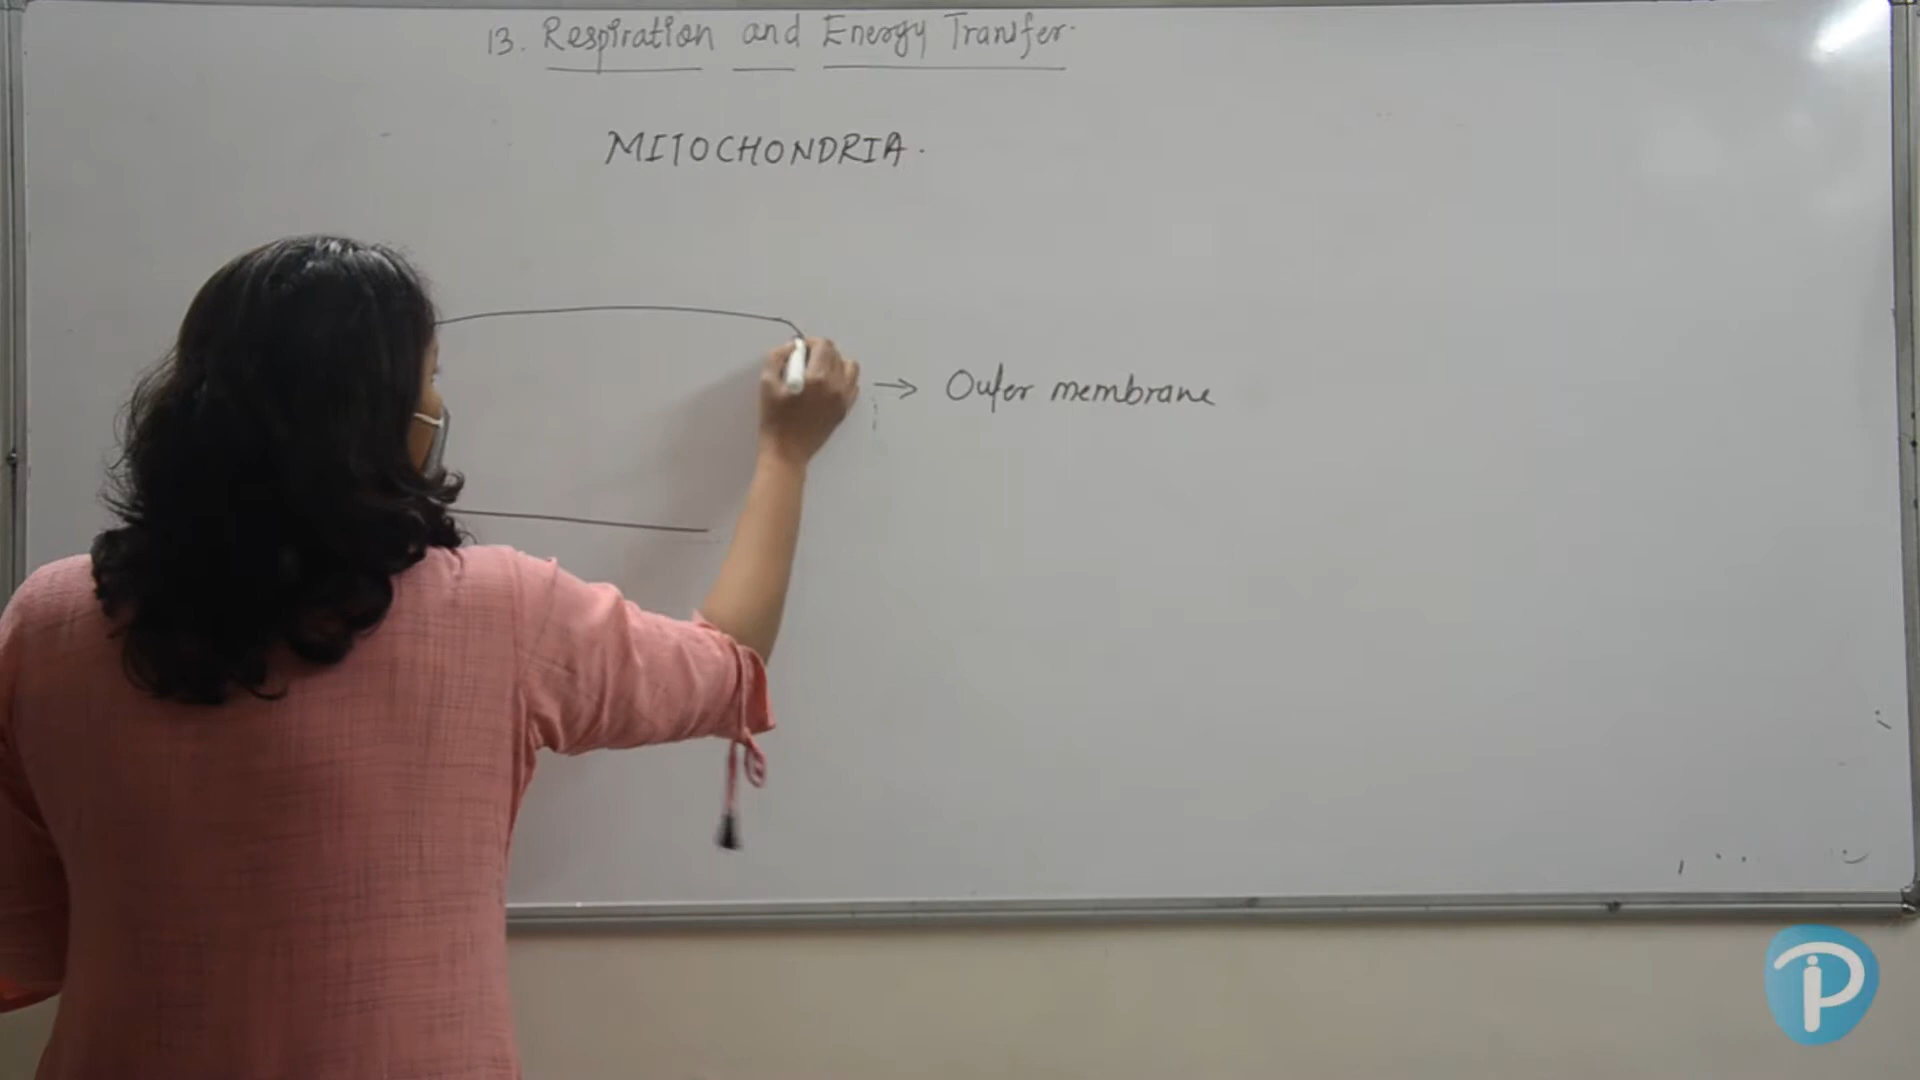 13. Respiration and Energy Transfer.
MITOCHONDRIA.
→ Outer membrane